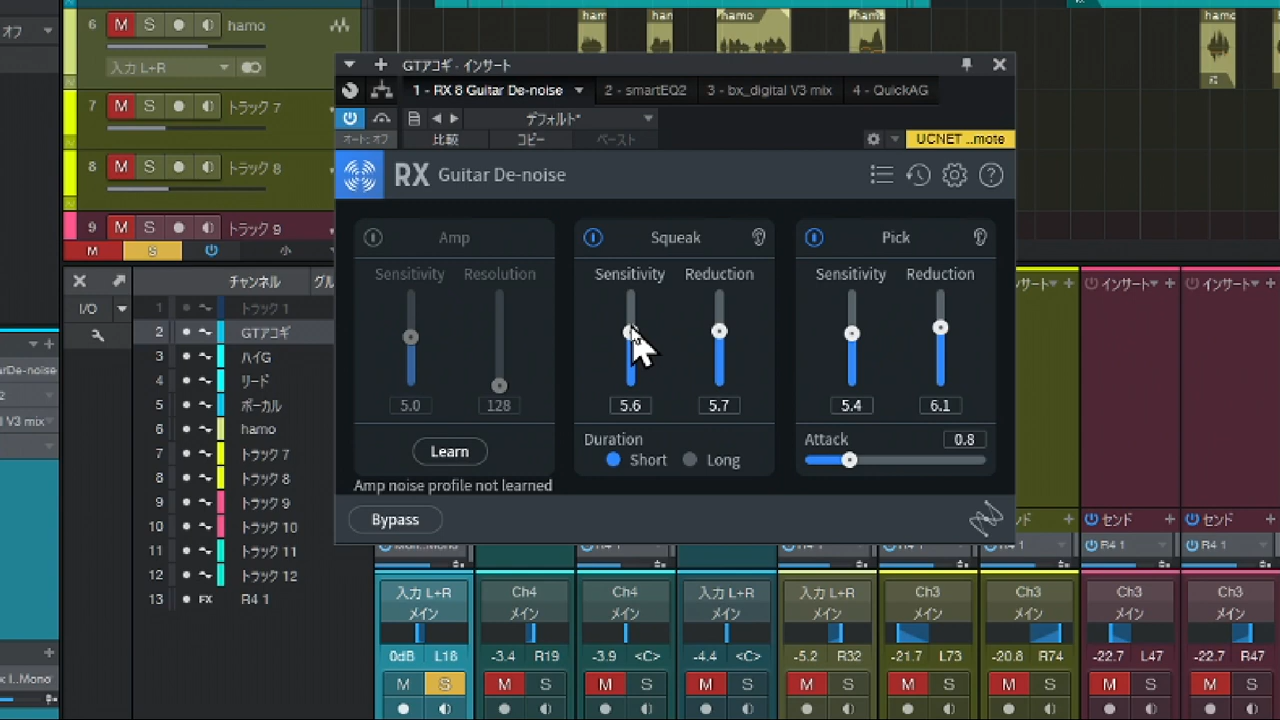 オフ
6 M S hamo
入力 L+R
7 M S トラック 7
8 M S トラック 8
9 M S トラック 9
M S
hamo
hamo
hamo
GTアコギ - インサート
1 - RX 8 Guitar De-noise 2 - smartEQ2 3 - bx_digital V3 mix 4 - QuickAG
デフォルト*
オート: オフ 比較 コピー ペースト
UCNET ...mote
RX Guitar De-noise
Amp
Sensitivity Resolution
5.0 128
Learn
Amp noise profile not learned
Squeak
Sensitivity Reduction
5.6 5.7
Duration
Short Long
Pick
Sensitivity Reduction
5.4 6.1
Attack 0.8
Bypass
チャンネル
I/O
1 トラック 1
2 GTアコギ
3 ハイG
4 リード
5 ボーカル
6 hamo
7 トラック 7
8 トラック 8
9 トラック 9
10 トラック 10
11 トラック 11
12 トラック 12
13 FX R4 1
インサート インサート
センド センド
R4 1 R4 1
入力 L+R Ch4 Ch4 入力 L+R 入力 L+R Ch3 Ch3 Ch3 Ch3
メイン メイン メイン メイン メイン メイン メイン メイン メイン
0dB L18 -3.4 R19 -3.9 <C> -4.4 <C> -5.2 R32 -21.7 L73 -20.8 R74 -22.7 L47 -22.7 R47
M S M S M S M S M S M S M S M S M S